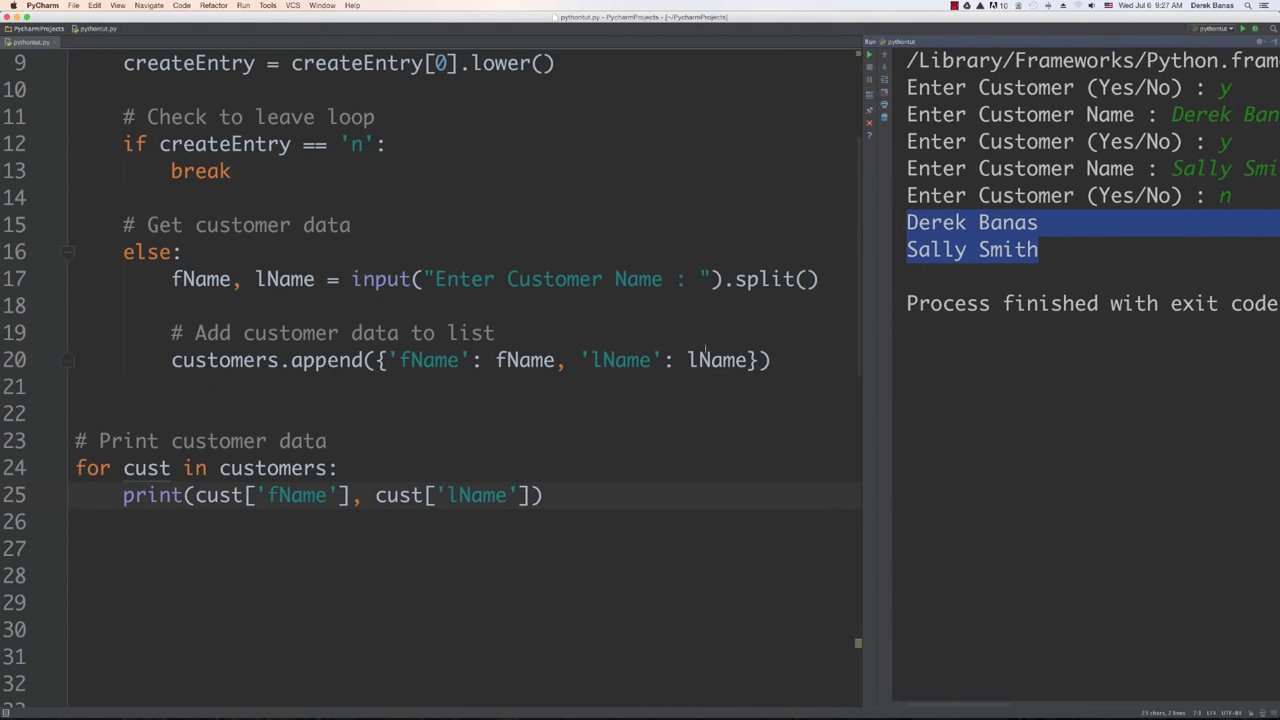 PyCharm File Edit View Navigate Code Refactor Run Tools VCS Window Help 10 Wed Jul 6 9:27 AM Derek Banas
pythontut.py - PyCharmProjects - [~/PycharmProjects]
PycharmProjects pythontut.py pythontut
pythontut.py
Run pythontut
9 createEntry = createEntry[0].lower()
10
11 # Check to leave loop
12 if createEntry == 'n':
13 break
14
15 # Get customer data
16 else:
17 fName, lName = input("Enter Customer Name : ").split()
18
19 # Add customer data to list
20 customers.append({'fName': fName, 'lName': lName})
21
22
23 # Print customer data
24 for cust in customers:
25 print(cust['fName'], cust['lName'])
26
27
28
29
30
31
32
/Library/Frameworks/Python.fram
Enter Customer (Yes/No) : y
Enter Customer Name : Derek Ban
Enter Customer (Yes/No) : y
Enter Customer Name : Sally Smi
Enter Customer (Yes/No) : n
Derek Banas
Sally Smith
Process finished with exit code
23 chars, 2 lines 7:1 LF÷ UTF-8÷